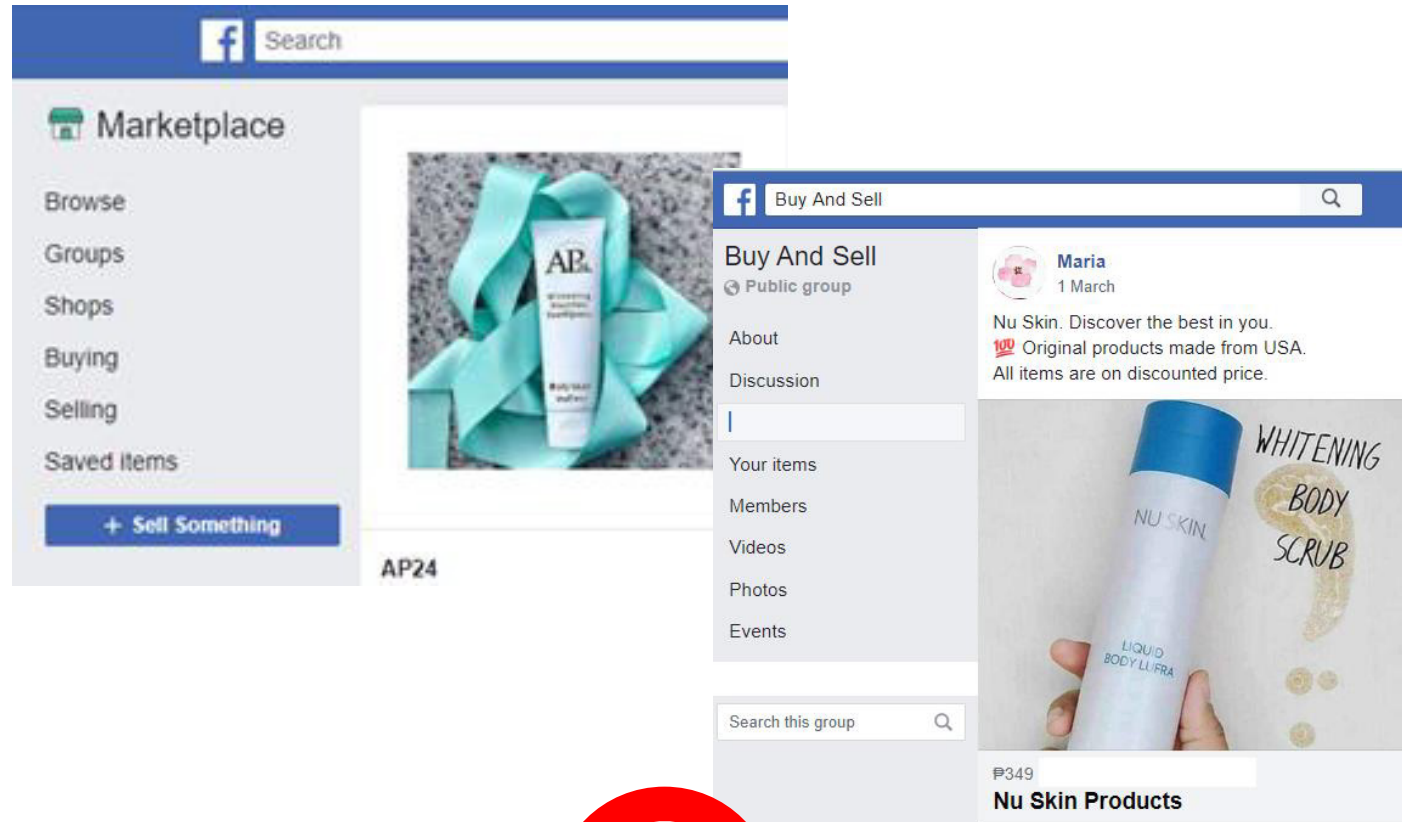 Search
Marketplace
Browse
Groups
Shops
Buying
Selling
Saved items
+ Sell Something
AP
Whitening
AP24
Buy And Sell
Buy And Sell
Public group
About
Discussion
Your items
Members
Videos
Photos
Events
Search this group
Maria
1 March
Nu Skin. Discover the best in you.
💯 Original products made from USA.
All items are on discounted price.
WHITENING
BODY
SCRUB
NU SKIN
LIQUID
BODY LUFRA
₱349
Nu Skin Products